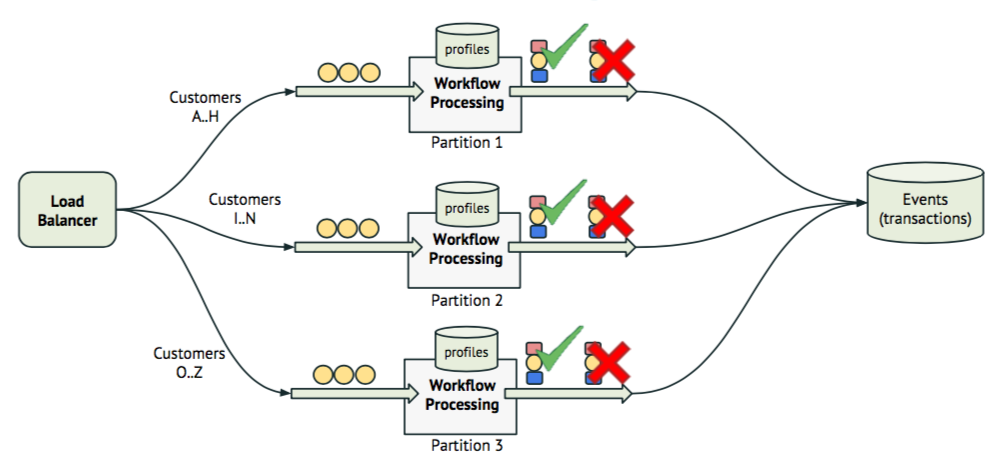 Load
Balancer
Customers
A..H
profiles
Workflow
Processing
Partition 1
Customers
I..N
profiles
Workflow
Processing
Partition 2
Customers
O..Z
profiles
Workflow
Processing
Partition 3
Events
(transactions)